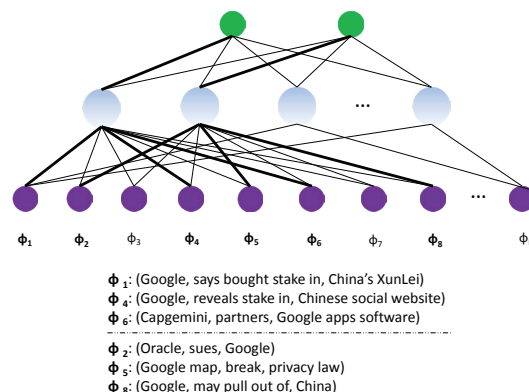 ...
...
ϕ1 ϕ2 ϕ3 ϕ4 ϕ5 ϕ6 ϕ7 ϕ8 ϕ
ϕ 1: (Google, says bought stake in, China's XunLei)
ϕ 4: (Google, reveals stake in, Chinese social website)
ϕ 6: (Capgemini, partners, Google apps software)
ϕ 2: (Oracle, sues, Google)
ϕ 5: (Google map, break, privacy law)
ϕ 8: (Google, may pull out of, China)